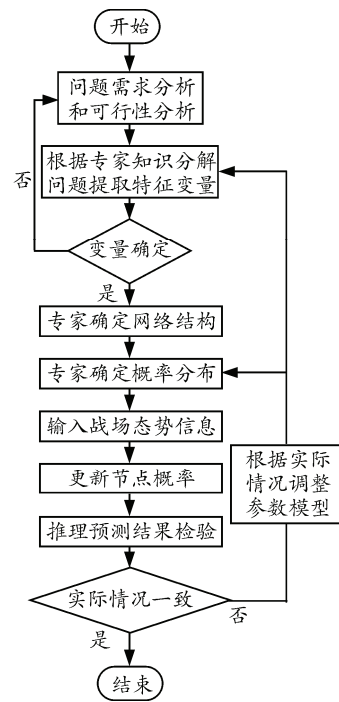 开始
问题需求分析
和可行性分析
根据专家知识分解
问题提取特征变量
否
变量确定
是
专家确定网络结构
专家确定概率分布
输入战场态势信息
更新节点概率
推理预测结果检验
根据实际
情况调整
参数模型
实际情况一致
否
是
结束